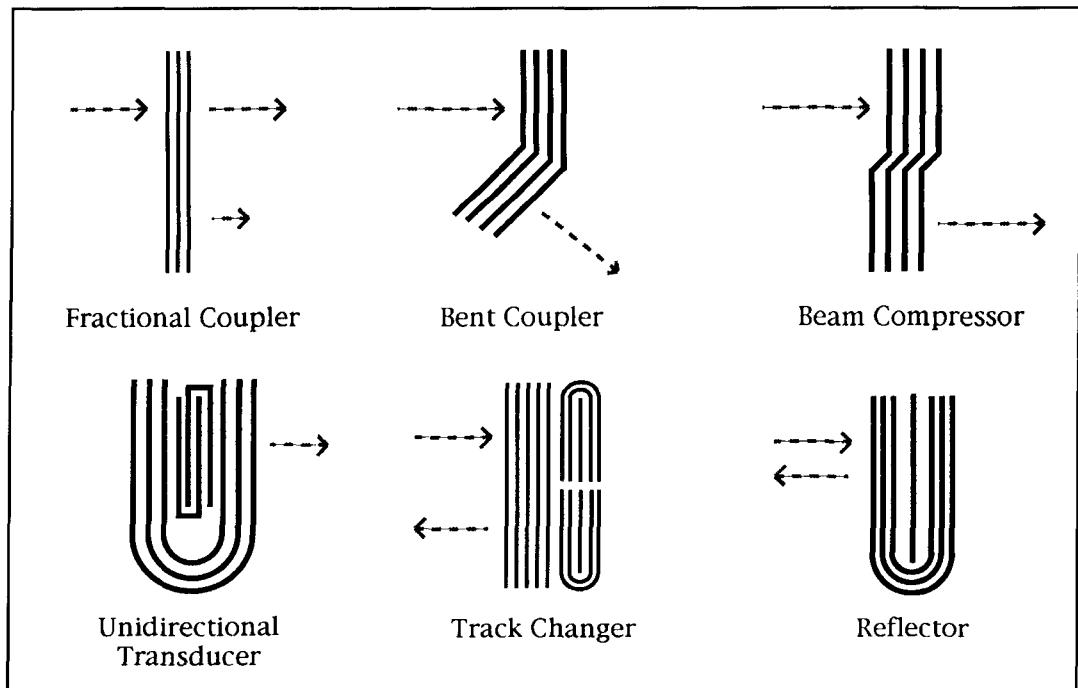 Fractional Coupler
Bent Coupler
Beam Compressor
Unidirectional
Transducer
Track Changer
Reflector